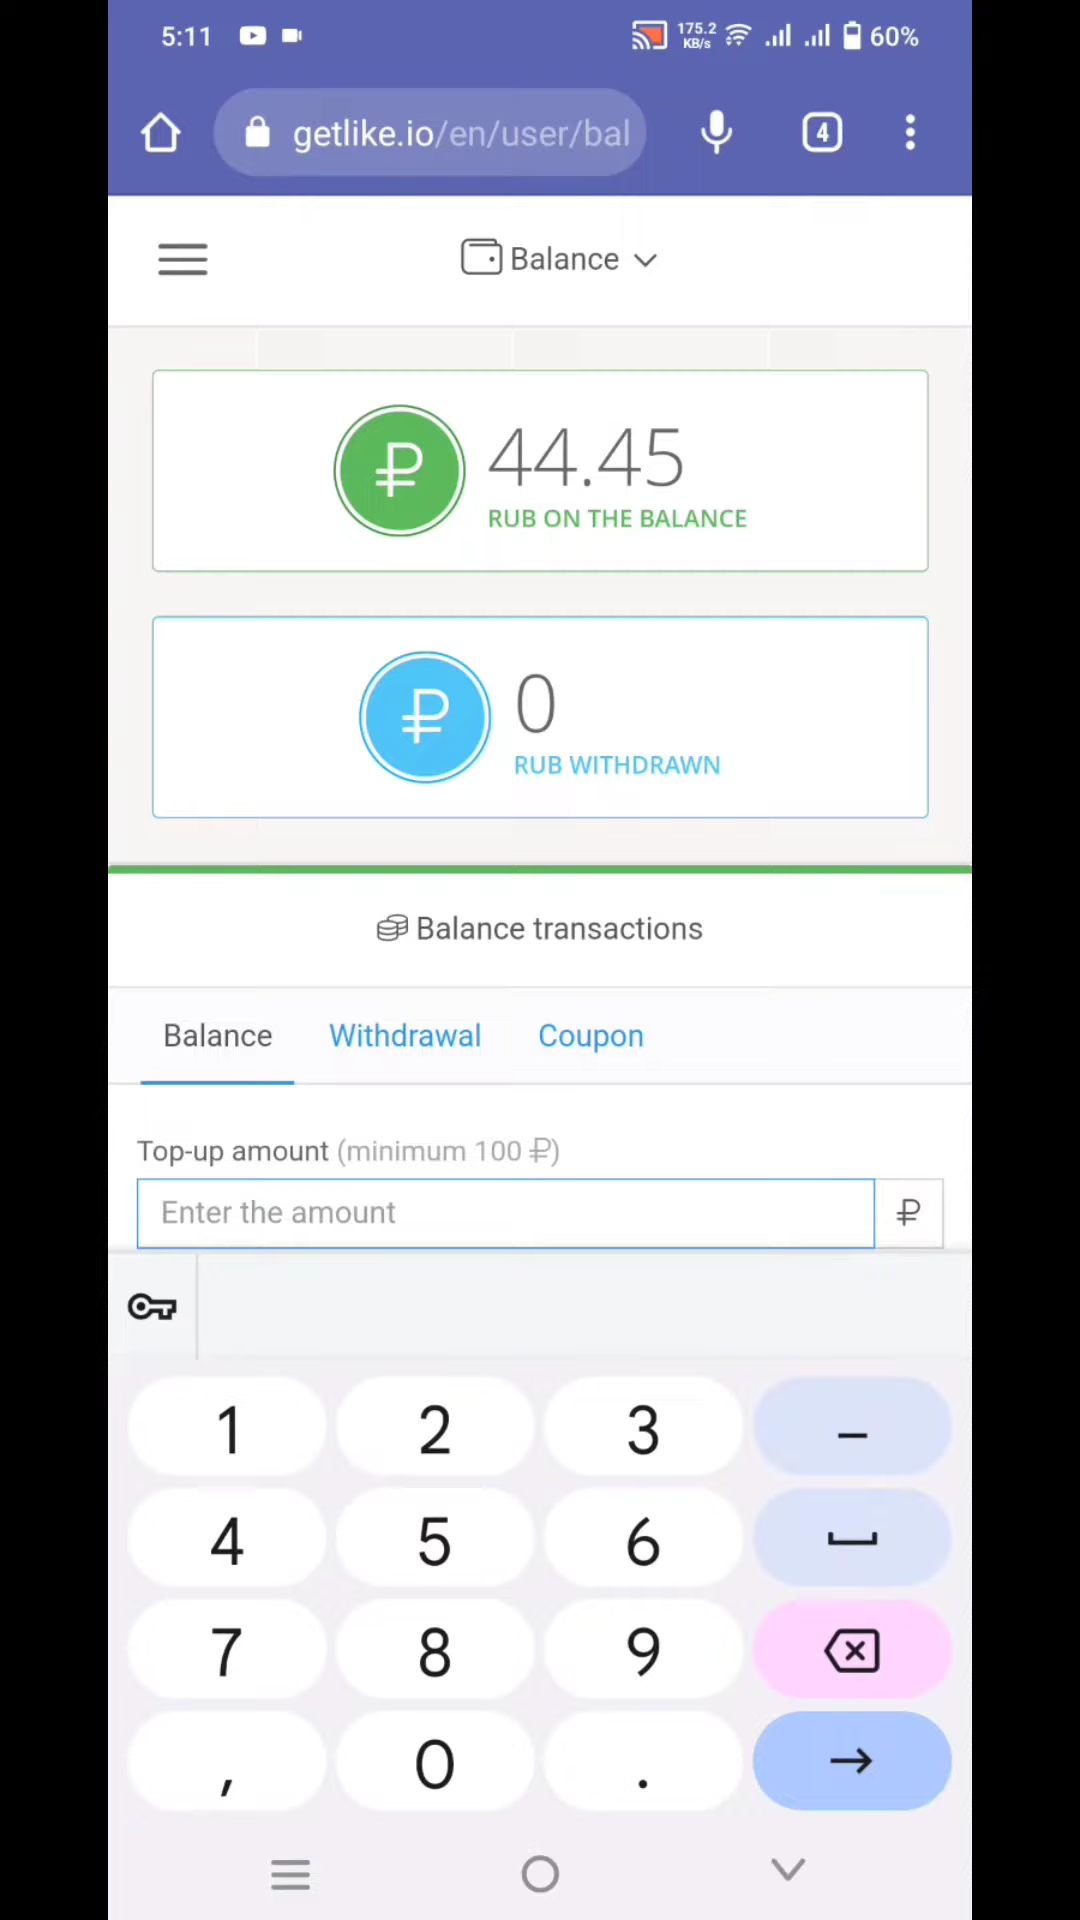 5:11 175.2 KB/s 60%
getlike.io/en/user/bal 4
Balance
₽ 44.45
RUB ON THE BALANCE
₽ 0
RUB WITHDRAWN
Balance transactions
Balance Withdrawal Coupon
Top-up amount (minimum 100 ₽)
Enter the amount ₽
1 2 3 –
4 5 6
7 8 9
, 0 .